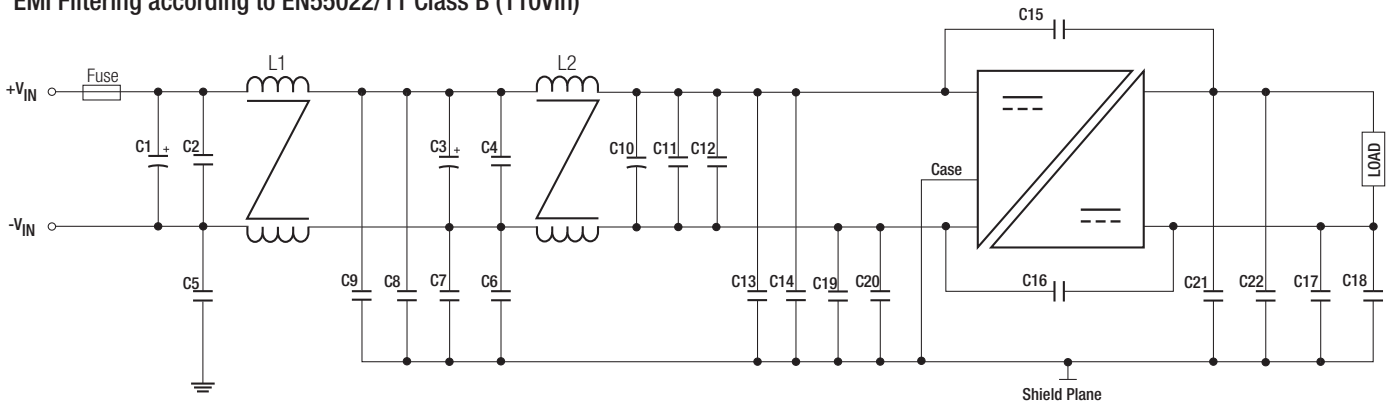 EMI Filtering according to EN55022/11 Class B (110Vin)
C15
L1
L2
Fuse
+VIN
C1
+
C2
C3
+
C4
C10
C11
C12
LOAD
Case
-VIN
C5
C9
C8
C7
C6
C13
C14
C19
C20
C16
C21
C22
C17
C18
Shield Plane